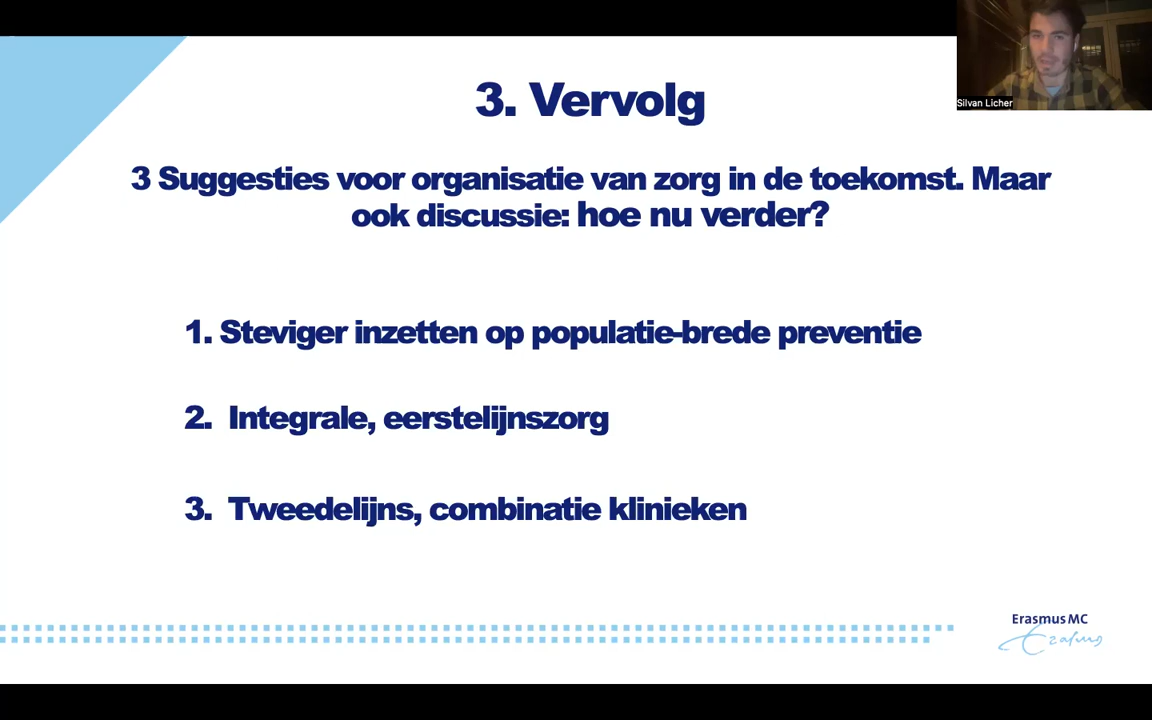 Silvan Licher
3. Vervolg
3 Suggesties voor organisatie van zorg in de toekomst. Maar
ook discussie: hoe nu verder?
1. Steviger inzetten op populatie-brede preventie
2. Integrale, eerstelijnszorg
3. Tweedelijns, combinatie klinieken
Erasmus MC
Erasmus